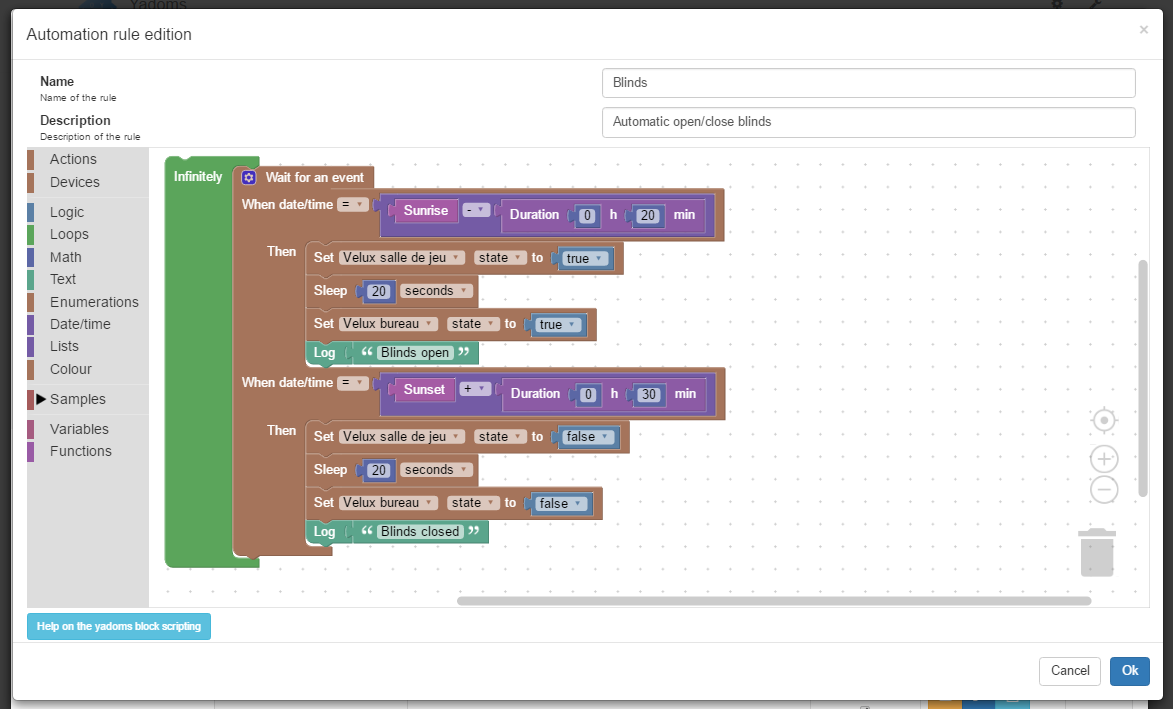 Yadoms
Automation rule edition
×
Name
Name of the rule
Blinds
Description
Description of the rule
Automatic open/close blinds
Actions
Devices
Logic
Loops
Math
Text
Enumerations
Date/time
Lists
Colour
Samples
Variables
Functions
Infinitely
Wait for an event
When date/time = Sunrise - Duration 0 h 20 min
Then
Set Velux salle de jeu state to true
Sleep 20 seconds
Set Velux bureau state to true
Log “ Blinds open ”
When date/time = Sunset + Duration 0 h 30 min
Then
Set Velux salle de jeu state to false
Sleep 20 seconds
Set Velux bureau state to false
Log “ Blinds closed ”
Help on the yadoms block scripting
Cancel
Ok